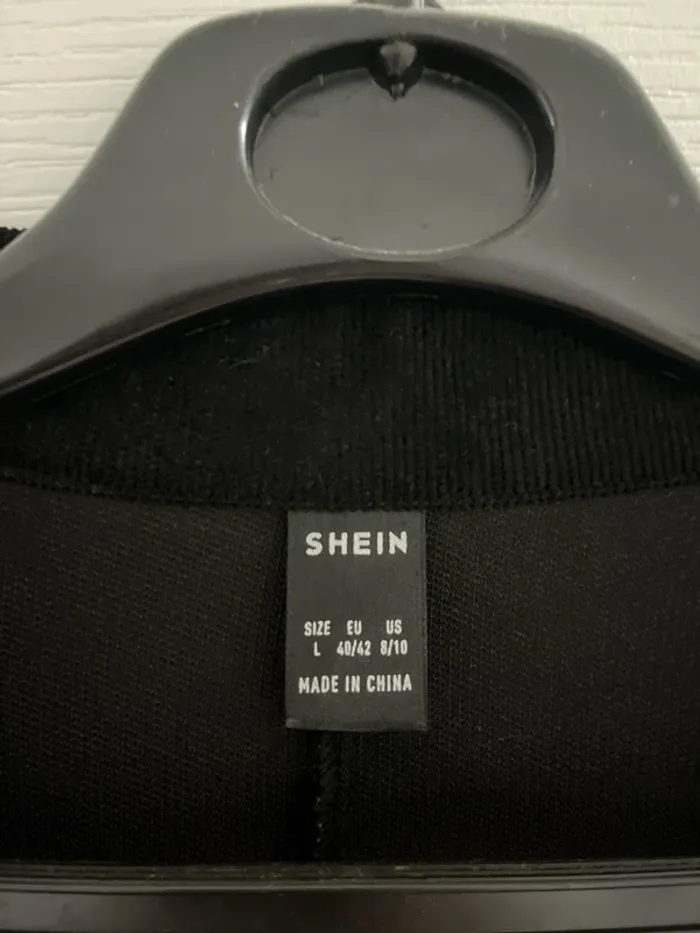 SHEIN
SIZE EU US
L 40/42 8/10
MADE IN CHINA